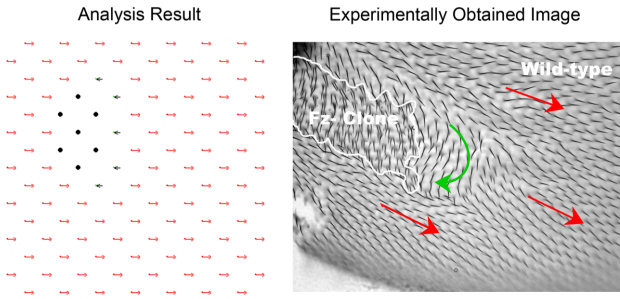 Analysis Result
Experimentally Obtained Image
Wild-type
Fz- Clone